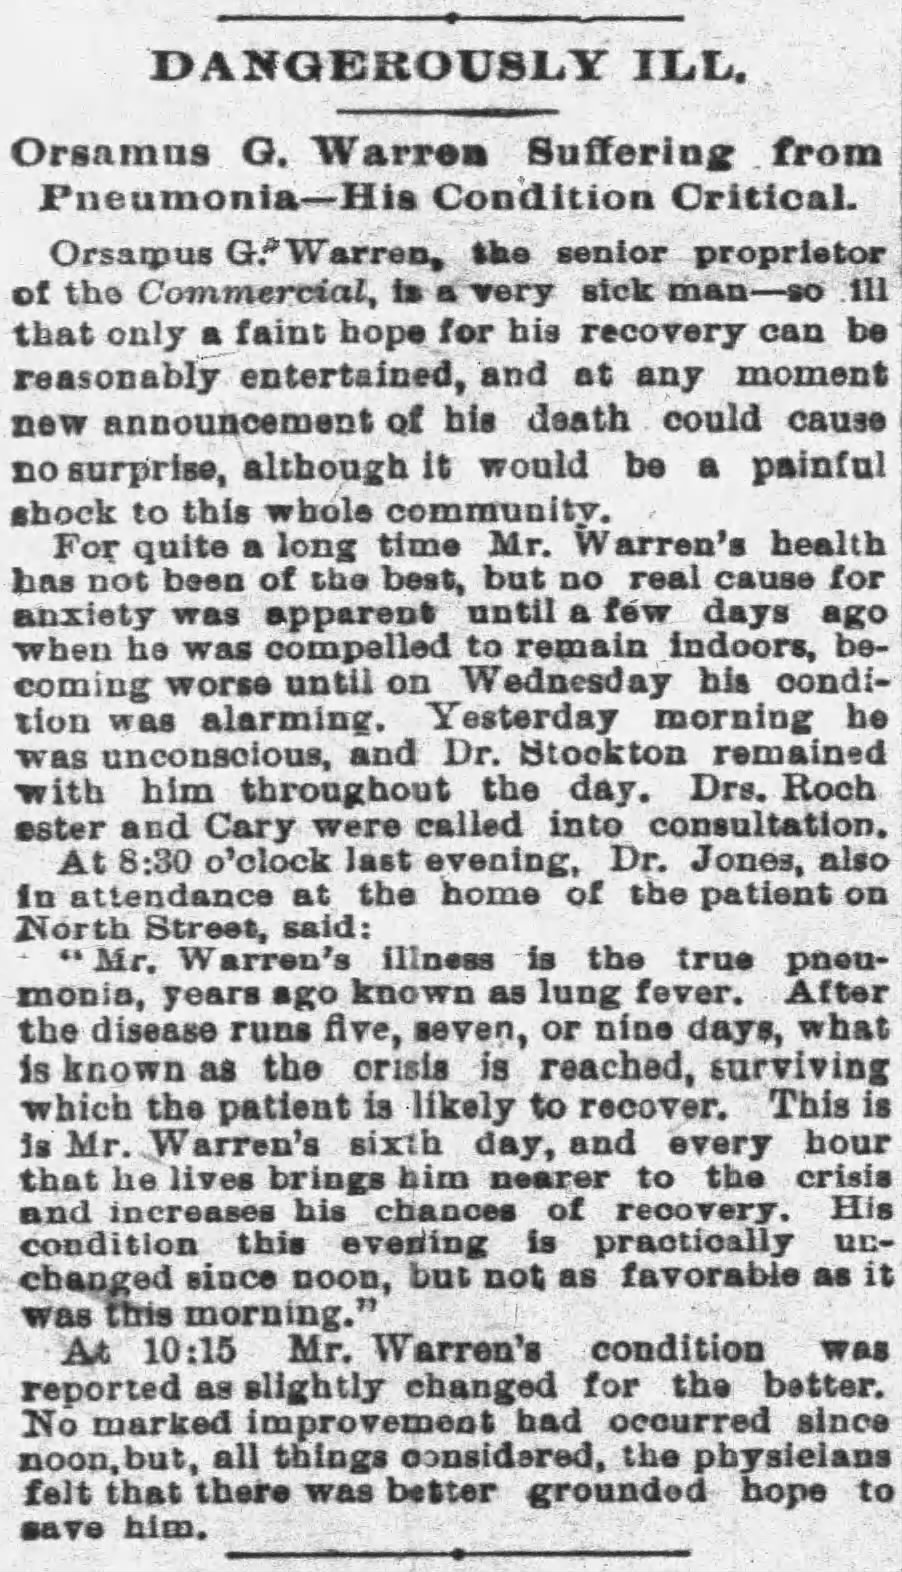 DANGEROUSLY ILL.
Orsamus G. Warren Suffering from
Pneumonia—His Condition Critical.
Orsamus G. Warren, the senior proprietor
of the Commercial, is a very sick man—so ill
that only a faint hope for his recovery can be
reasonably entertained, and at any moment
new announcement of his death could cause
no surprise, although it would be a painful
shock to this whole community.
For quite a long time Mr. Warren's health
has not been of the best, but no real cause for
anxiety was apparent until a few days ago
when he was compelled to remain indoors, be-
coming worse until on Wednesday his condi-
tion was alarming. Yesterday morning he
was unconscious, and Dr. Stockton remained
with him throughout the day. Drs. Roch
ester and Cary were called into consultation.
At 8:30 o'clock last evening, Dr. Jones, also
in attendance at the home of the patient on
North Street, said:
"Mr. Warren's illness is the true pneu-
monia, years ago known as lung fever. After
the disease runs five, seven, or nine days, what
is known as the crisis is reached, surviving
which the patient is likely to recover. This is
is Mr. Warren's sixth day, and every hour
that he lives brings him nearer to the crisis
and increases his chances of recovery. His
condition this evening is practically un-
changed since noon, but not as favorable as it
was this morning."
At 10:15 Mr. Warren's condition was
reported as slightly changed for the better.
No marked improvement had occurred since
noon, but, all things considered, the physicians
felt that there was better grounded hope to
save him.